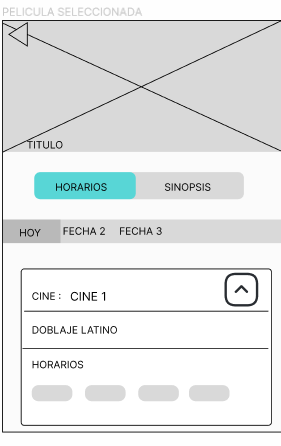 PELICULA SELECCIONADA
TITULO
HORARIOS SINOPSIS
HOY FECHA 2 FECHA 3
CINE : CINE 1
DOBLAJE LATINO
HORARIOS